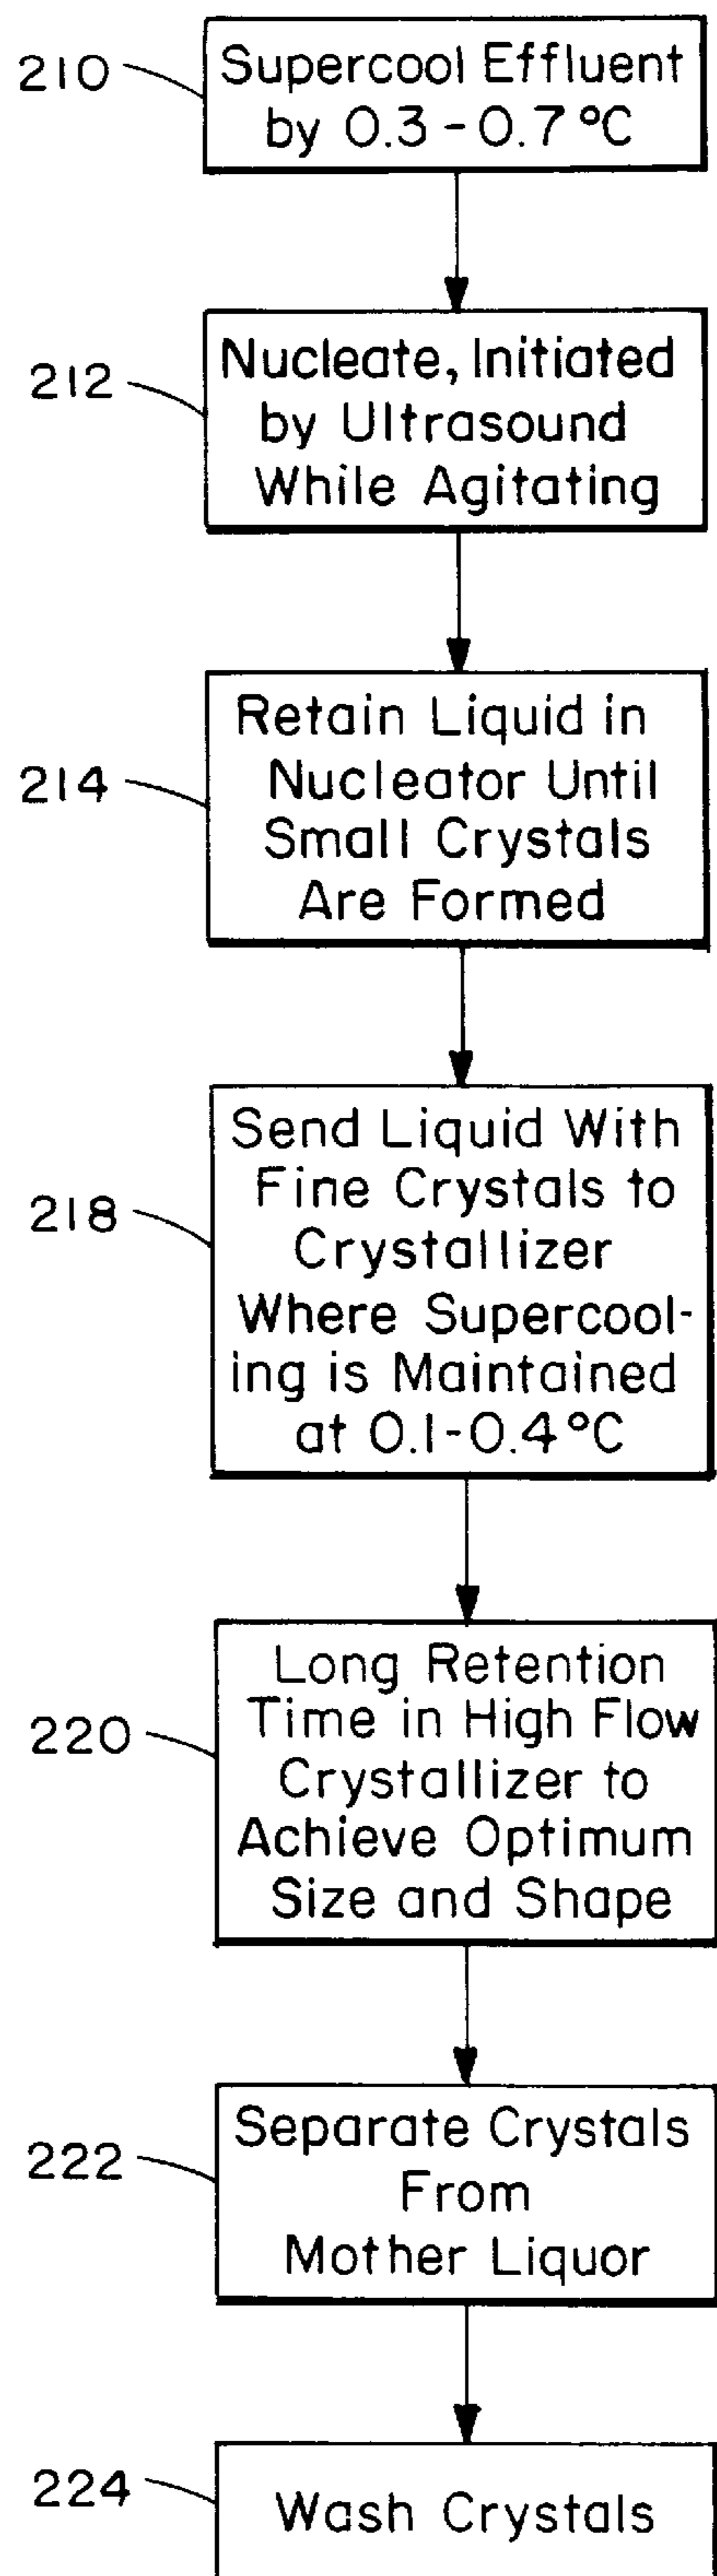 210
Supercool Effluent
by 0.3-0.7°C
212
Nucleate, Initiated
by Ultrasound
While Agitating
214
Retain Liquid in
Nucleator Until
Small Crystals
Are Formed
218
Send Liquid With
Fine Crystals to
Crystallizer
Where Supercool-
ing is Maintained
at 0.1-0.4°C
220
Long Retention
Time in High Flow
Crystallizer to
Achieve Optimum
Size and Shape
222
Separate Crystals
From
Mother Liquor
224
Wash Crystals